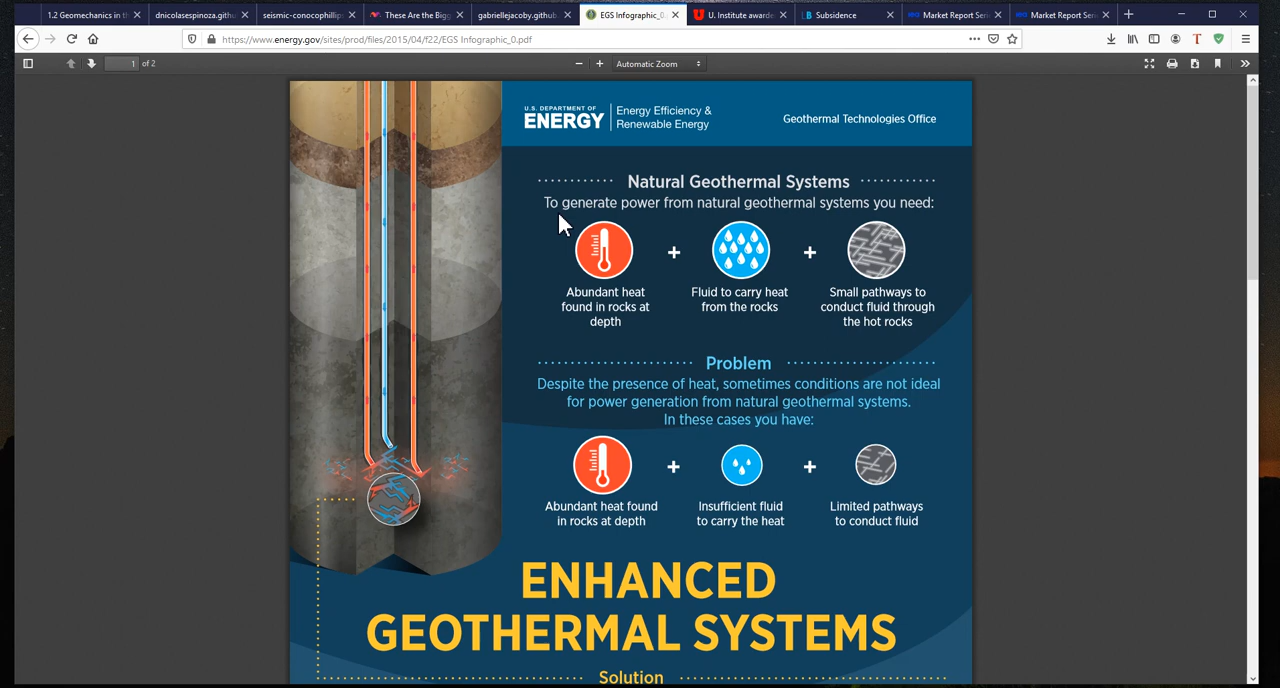 1.2 Geomechanics in th
dnicolasespinoza.githu
seismic-conocophillips
These Are the Bigg
gabriellejacoby.github
EGS Infographic_0.
U. Institute awarde
Subsidence
Market Report Seri
Market Report Seri
https://www.energy.gov/sites/prod/files/2015/04/f22/EGS Infographic_0.pdf
1 of 2
Automatic Zoom
U.S. DEPARTMENT OF
ENERGY
Energy Efficiency &
Renewable Energy
Geothermal Technologies Office
Natural Geothermal Systems
To generate power from natural geothermal systems you need:
+
+
Abundant heat
found in rocks at
depth
Fluid to carry heat
from the rocks
Small pathways to
conduct fluid through
the hot rocks
Problem
Despite the presence of heat, sometimes conditions are not ideal
for power generation from natural geothermal systems.
In these cases you have:
+
+
Abundant heat found
in rocks at depth
Insufficient fluid
to carry the heat
Limited pathways
to conduct fluid
ENHANCED
GEOTHERMAL SYSTEMS
Solution